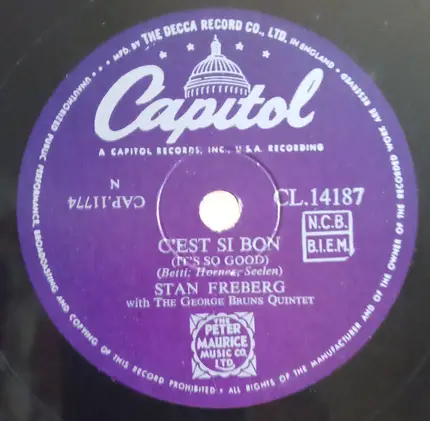 MFD. BY THE DECCA RECORD CO., LTD. IN ENGLAND
ALL RIGHTS OF THE MANUFACTURER AND OF THE OWNER OF THE RECORDED WORK ARE RESERVED
UNAUTHORISED PUBLIC PERFORMANCE, BROADCASTING AND COPYING OF THIS RECORD PROHIBITED
Capitol
A CAPITOL RECORDS, INC., U.S.A. RECORDING
CAP.11774
N
CL.14187
N.C.B.
B.I.E.M.
C'EST SI BON
(IT'S SO GOOD)
(Betti; Hornez, Seelen)
STAN FREBERG
with THE GEORGE BRUNS QUINTET
THE
PETER
MAURICE
MUSIC CO.
LTD.